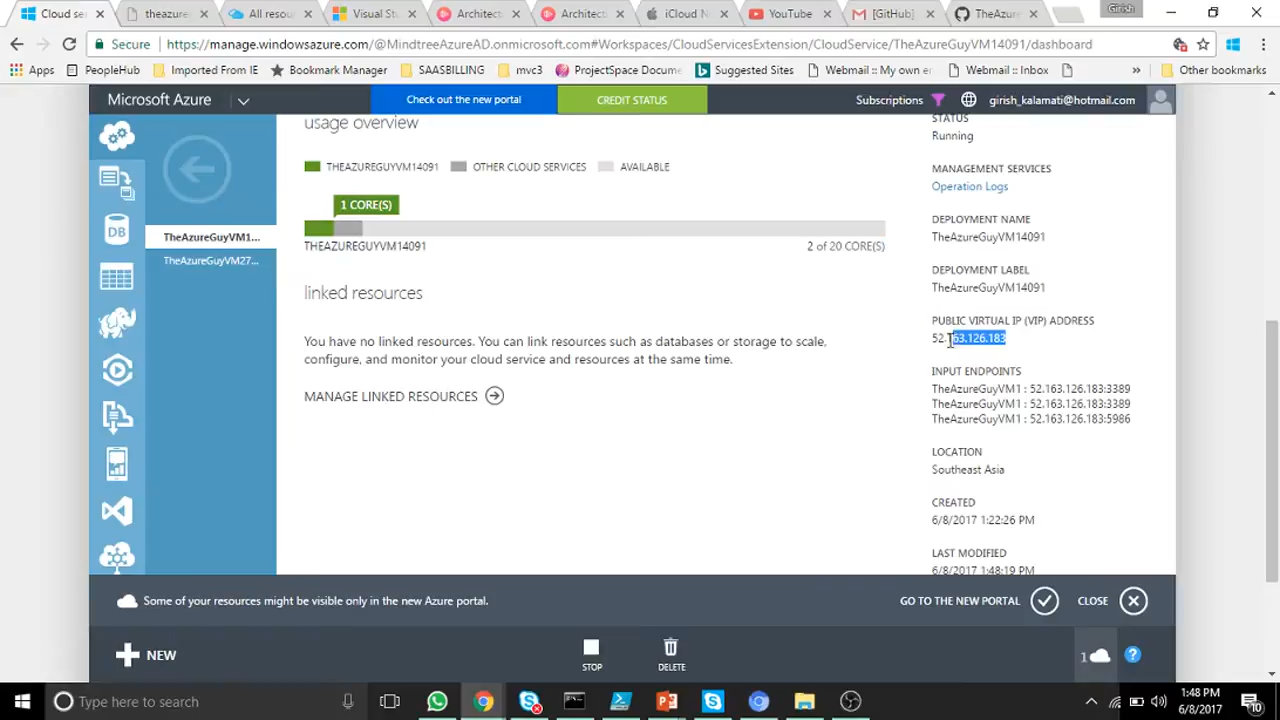 Cloud ser
theazure
All resou
Visual Stu
Architect
Architect
iCloud N
YouTube
[GitHub]
TheAzur
Girish
Secure
https://manage.windowsazure.com/@MindtreeAzureAD.onmicrosoft.com#Workspaces/CloudServicesExtension/CloudService/TheAzureGuyVM14091/dashboard
Apps
PeopleHub
Imported From IE
Bookmark Manager
SAASBILLING
mvc3
ProjectSpace Docume
Suggested Sites
Webmail :: My own e
Webmail :: Inbox
»
Other bookmarks
Microsoft Azure
Check out the new portal
CREDIT STATUS
Subscriptions
girish_kalamati@hotmail.com
DB
TheAzureGuyVM1...
TheAzureGuyVM27...
usage overview
THEAZUREGUYVM14091
OTHER CLOUD SERVICES
AVAILABLE
1 CORE(S)
THEAZUREGUYVM14091
2 of 20 CORE(S)
linked resources
You have no linked resources. You can link resources such as databases or storage to scale,
configure, and monitor your cloud service and resources at the same time.
MANAGE LINKED RESOURCES
STATUS
Running
MANAGEMENT SERVICES
Operation Logs
DEPLOYMENT NAME
TheAzureGuyVM14091
DEPLOYMENT LABEL
TheAzureGuyVM14091
PUBLIC VIRTUAL IP (VIP) ADDRESS
52.163.126.183
INPUT ENDPOINTS
TheAzureGuyVM1 : 52.163.126.183:3389
TheAzureGuyVM1 : 52.163.126.183:3389
TheAzureGuyVM1 : 52.163.126.183:5986
LOCATION
Southeast Asia
CREATED
6/8/2017 1:22:26 PM
LAST MODIFIED
6/8/2017 1:48:19 PM
Some of your resources might be visible only in the new Azure portal.
GO TO THE NEW PORTAL
CLOSE
NEW
STOP
DELETE
1
?
Type here to search
1:48 PM
6/8/2017
10